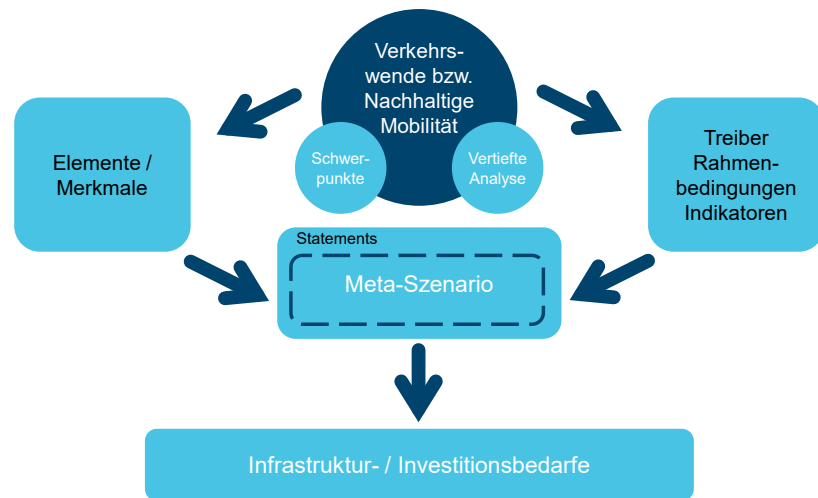 Verkehrs-
wende bzw.
Nachhaltige
Mobilität
Schwer-
punkte
Vertiefte
Analyse
Elemente /
Merkmale
Treiber
Rahmen-
bedingungen
Indikatoren
Statements
Meta-Szenario
Infrastruktur- / Investitionsbedarfe